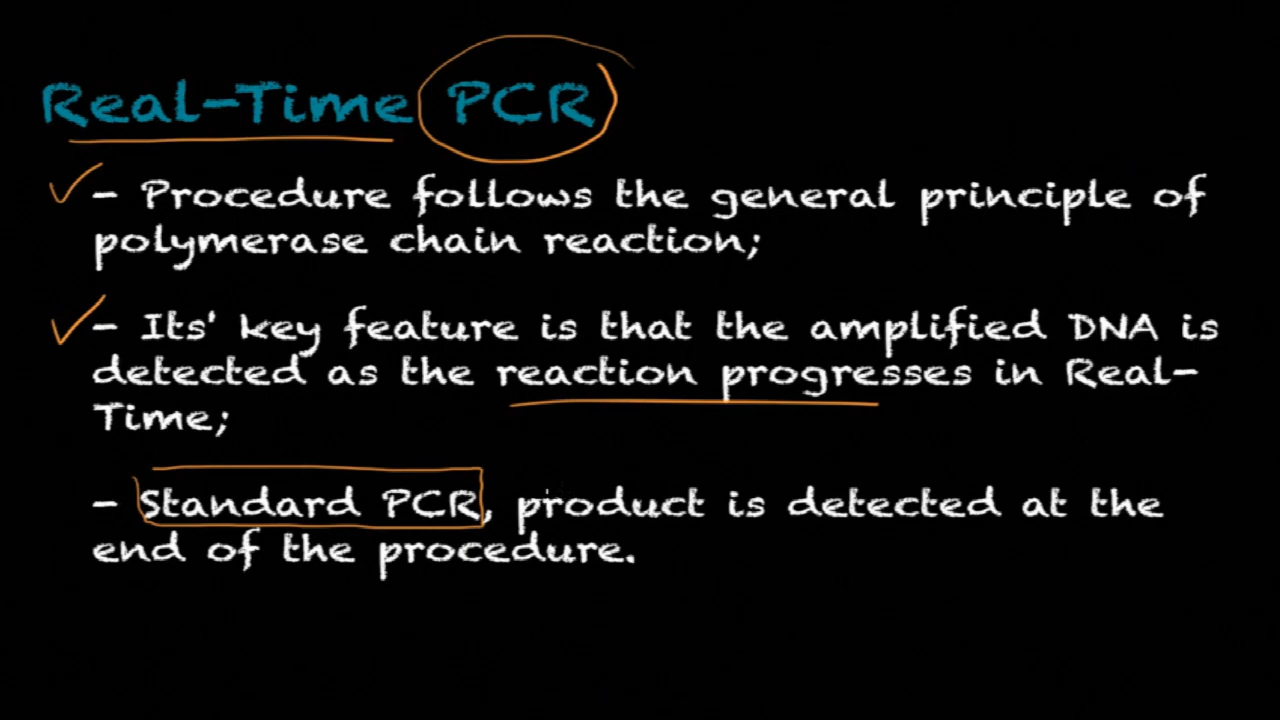 Real-Time PCR
- Procedure follows the general principle of
polymerase chain reaction;
- Its' key feature is that the amplified DNA is
detected as the reaction progresses in Real-
Time;
- Standard PCR, product is detected at the
end of the procedure.